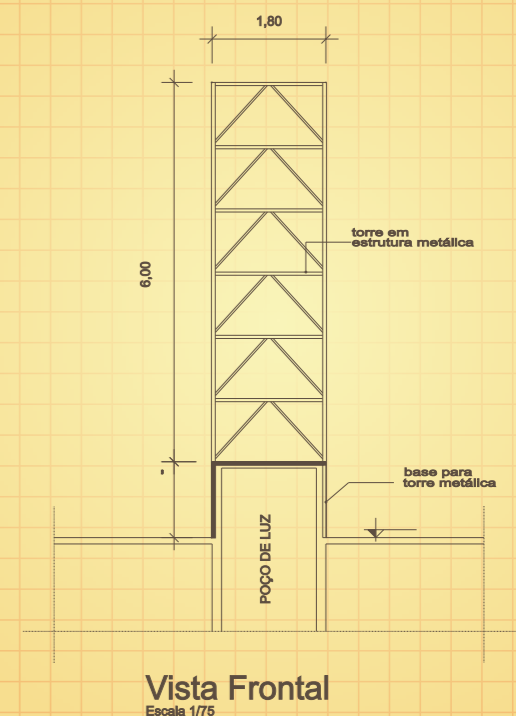 1,80
torre em
estrutura metálica
6,00
base para
torre metálica
POÇO DE LUZ
Vista Frontal
Escala 1/75